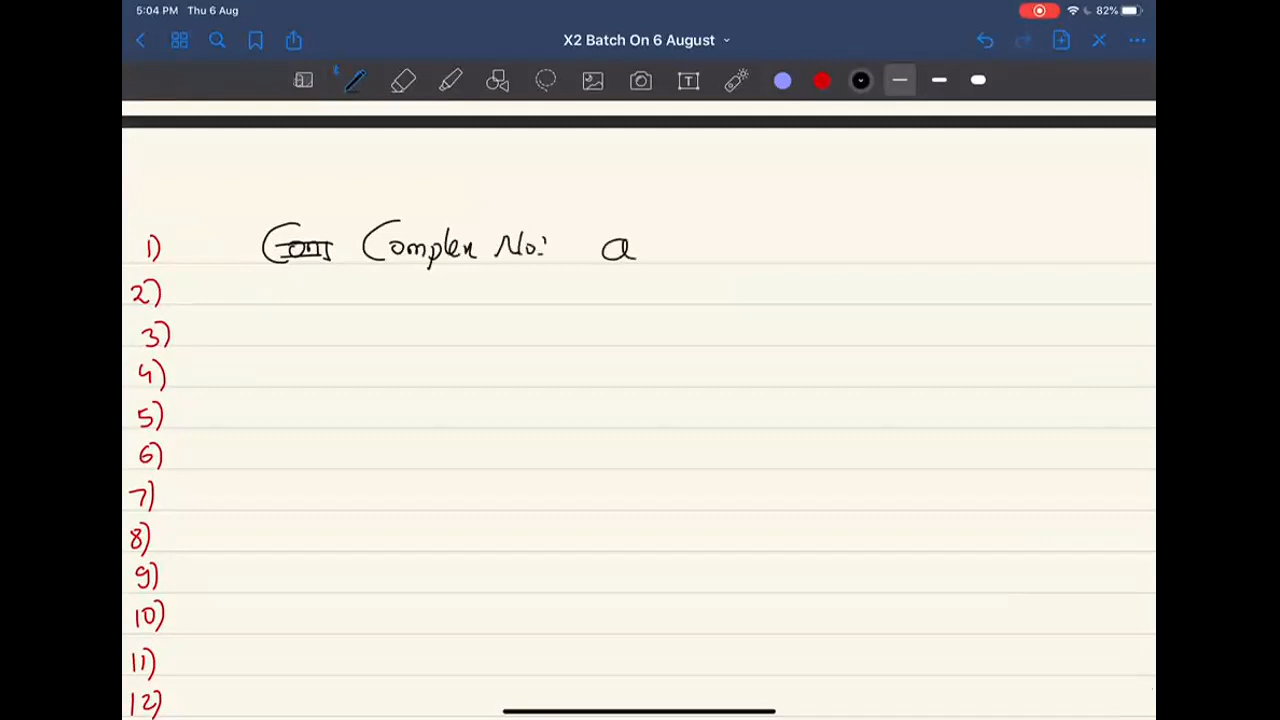 5:04 PM Thu 6 Aug 82%
X2 Batch On 6 August
T
1) Complex No: a
2)
3)
4)
5)
6)
7)
8)
9)
10)
11)
12)